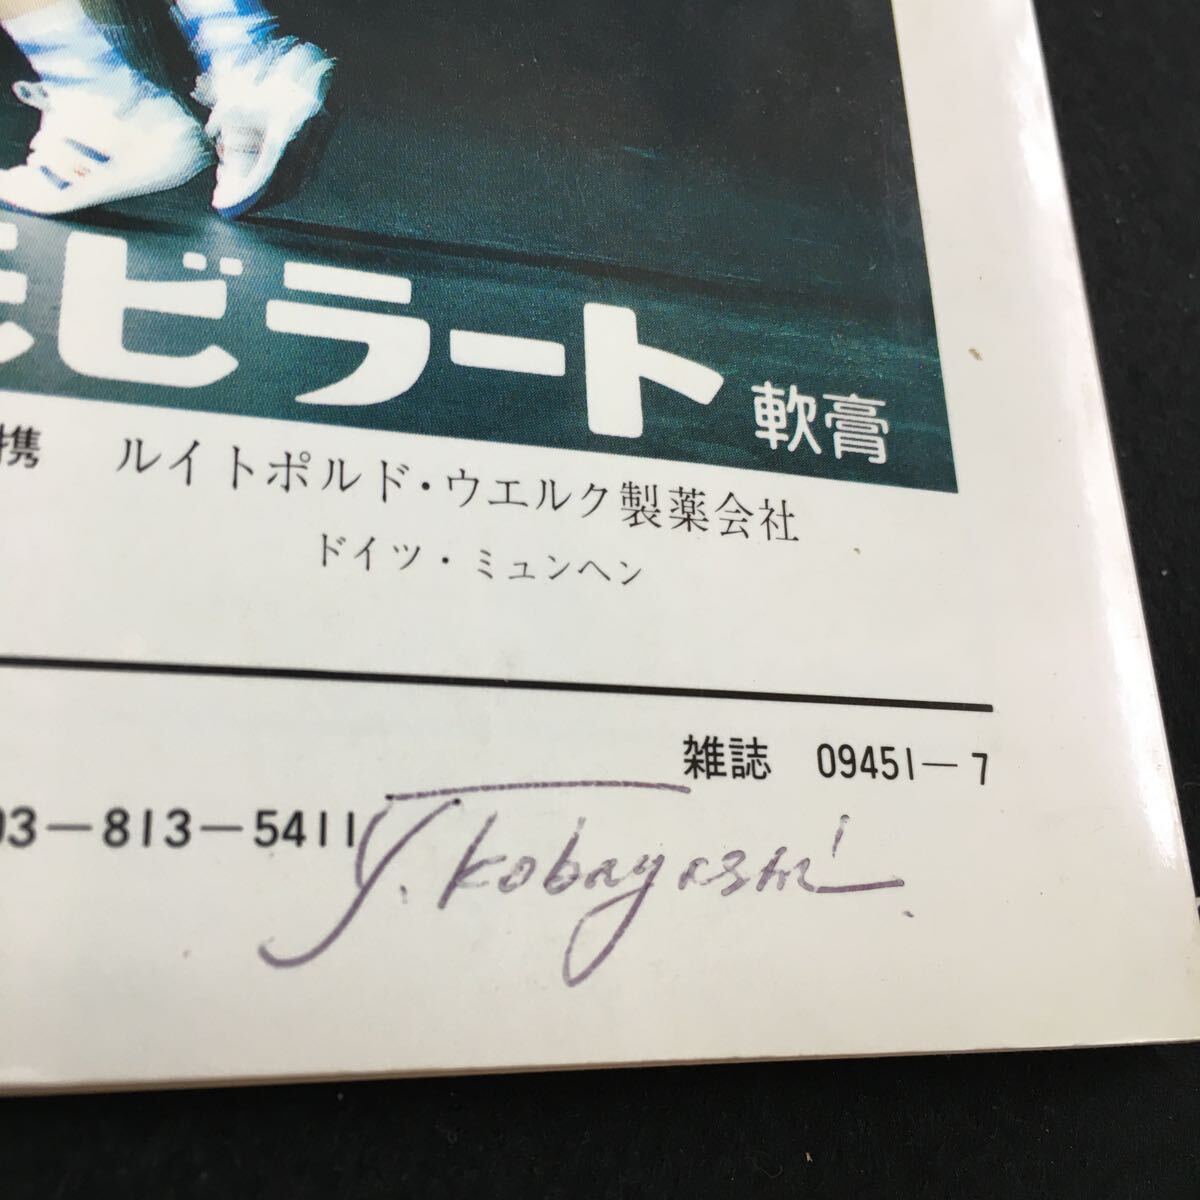 モビラート 軟膏
携 ルイトポルド・ウエルク製薬会社
ドイツ・ミュンヘン
雑誌 09451-7
03-813-5411
Kobayashi